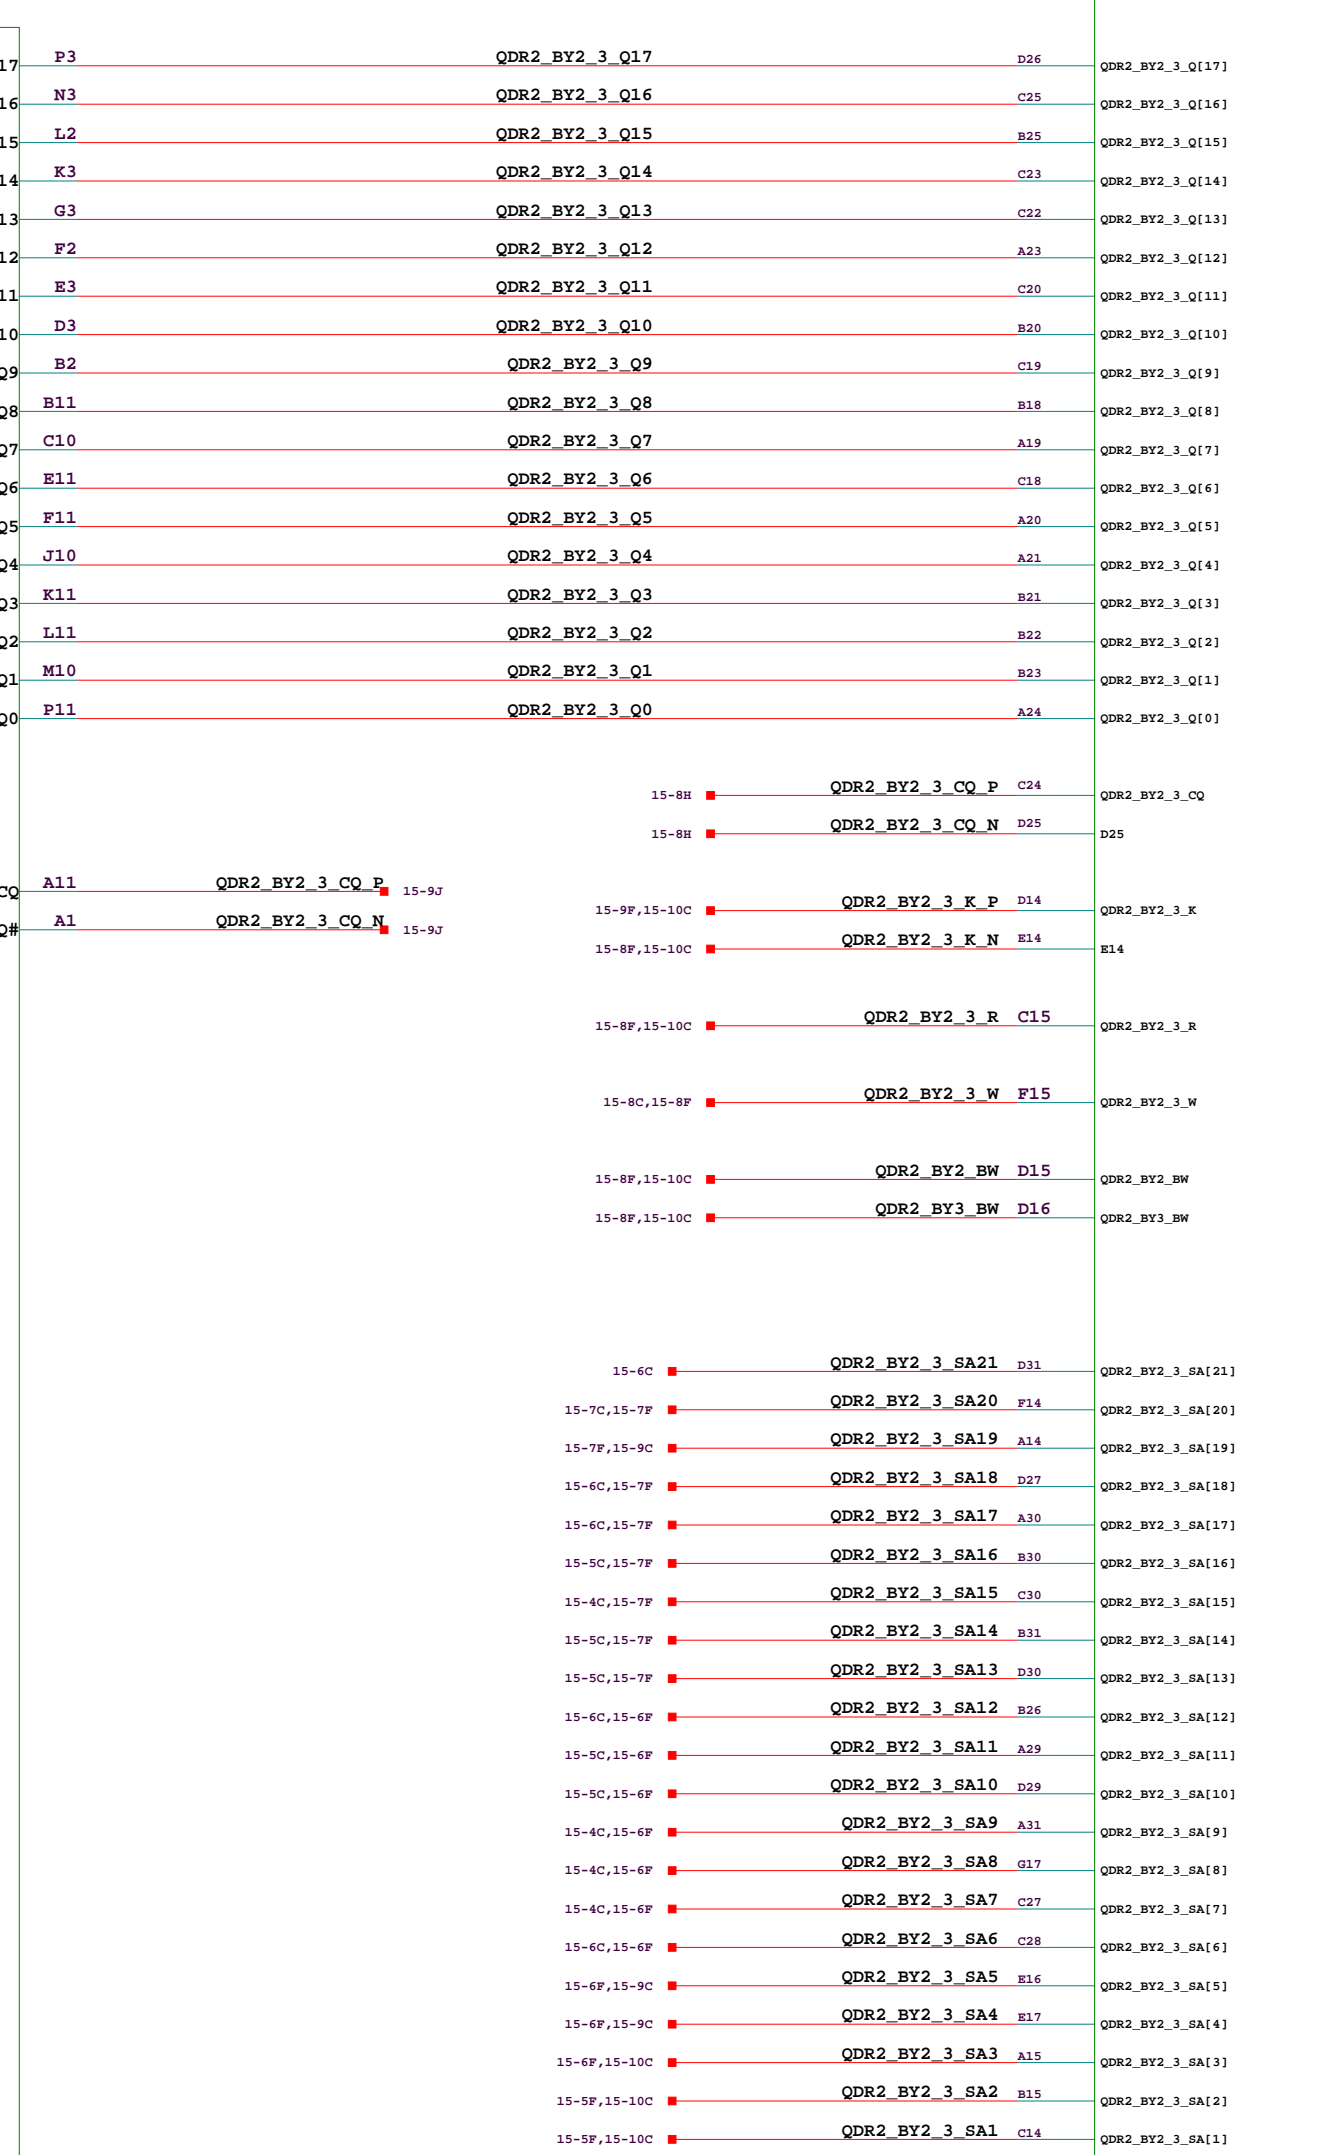 17 P3 QDR2_BY2_3_Q17 D26 QDR2_BY2_3_Q[17]
16 N3 QDR2_BY2_3_Q16 C25 QDR2_BY2_3_Q[16]
15 L2 QDR2_BY2_3_Q15 B25 QDR2_BY2_3_Q[15]
14 K3 QDR2_BY2_3_Q14 C23 QDR2_BY2_3_Q[14]
13 G3 QDR2_BY2_3_Q13 C22 QDR2_BY2_3_Q[13]
12 F2 QDR2_BY2_3_Q12 A23 QDR2_BY2_3_Q[12]
11 E3 QDR2_BY2_3_Q11 C20 QDR2_BY2_3_Q[11]
10 D3 QDR2_BY2_3_Q10 B20 QDR2_BY2_3_Q[10]
Q9 B2 QDR2_BY2_3_Q9 C19 QDR2_BY2_3_Q[9]
Q8 B11 QDR2_BY2_3_Q8 B18 QDR2_BY2_3_Q[8]
Q7 C10 QDR2_BY2_3_Q7 A19 QDR2_BY2_3_Q[7]
Q6 E11 QDR2_BY2_3_Q6 C18 QDR2_BY2_3_Q[6]
Q5 F11 QDR2_BY2_3_Q5 A20 QDR2_BY2_3_Q[5]
Q4 J10 QDR2_BY2_3_Q4 A21 QDR2_BY2_3_Q[4]
Q3 K11 QDR2_BY2_3_Q3 B21 QDR2_BY2_3_Q[3]
Q2 L11 QDR2_BY2_3_Q2 B22 QDR2_BY2_3_Q[2]
Q1 M10 QDR2_BY2_3_Q1 B23 QDR2_BY2_3_Q[1]
Q0 P11 QDR2_BY2_3_Q0 A24 QDR2_BY2_3_Q[0]
15-8H QDR2_BY2_3_CQ_P C24 QDR2_BY2_3_CQ
15-8H QDR2_BY2_3_CQ_N D25 D25
CQ A11 QDR2_BY2_3_CQ_P 15-9J
15-9F,15-10C QDR2_BY2_3_K_P D14 QDR2_BY2_3_K
Q# A1 QDR2_BY2_3_CQ_N 15-9J
15-8F,15-10C QDR2_BY2_3_K_N E14 E14
15-8F,15-10C QDR2_BY2_3_R C15 QDR2_BY2_3_R
15-8C,15-8F QDR2_BY2_3_W F15 QDR2_BY2_3_W
15-8F,15-10C QDR2_BY2_BW D15 QDR2_BY2_BW
15-8F,15-10C QDR2_BY3_BW D16 QDR2_BY3_BW
15-6C QDR2_BY2_3_SA21 D31 QDR2_BY2_3_SA[21]
15-7C,15-7F QDR2_BY2_3_SA20 F14 QDR2_BY2_3_SA[20]
15-7F,15-9C QDR2_BY2_3_SA19 A14 QDR2_BY2_3_SA[19]
15-6C,15-7F QDR2_BY2_3_SA18 D27 QDR2_BY2_3_SA[18]
15-6C,15-7F QDR2_BY2_3_SA17 A30 QDR2_BY2_3_SA[17]
15-5C,15-7F QDR2_BY2_3_SA16 B30 QDR2_BY2_3_SA[16]
15-4C,15-7F QDR2_BY2_3_SA15 C30 QDR2_BY2_3_SA[15]
15-5C,15-7F QDR2_BY2_3_SA14 B31 QDR2_BY2_3_SA[14]
15-5C,15-7F QDR2_BY2_3_SA13 D30 QDR2_BY2_3_SA[13]
15-6C,15-6F QDR2_BY2_3_SA12 B26 QDR2_BY2_3_SA[12]
15-5C,15-6F QDR2_BY2_3_SA11 A29 QDR2_BY2_3_SA[11]
15-5C,15-6F QDR2_BY2_3_SA10 D29 QDR2_BY2_3_SA[10]
15-4C,15-6F QDR2_BY2_3_SA9 A31 QDR2_BY2_3_SA[9]
15-4C,15-6F QDR2_BY2_3_SA8 G17 QDR2_BY2_3_SA[8]
15-4C,15-6F QDR2_BY2_3_SA7 C27 QDR2_BY2_3_SA[7]
15-6C,15-6F QDR2_BY2_3_SA6 C28 QDR2_BY2_3_SA[6]
15-6F,15-9C QDR2_BY2_3_SA5 E16 QDR2_BY2_3_SA[5]
15-6F,15-9C QDR2_BY2_3_SA4 E17 QDR2_BY2_3_SA[4]
15-6F,15-10C QDR2_BY2_3_SA3 A15 QDR2_BY2_3_SA[3]
15-5F,15-10C QDR2_BY2_3_SA2 B15 QDR2_BY2_3_SA[2]
15-5F,15-10C QDR2_BY2_3_SA1 C14 QDR2_BY2_3_SA[1]